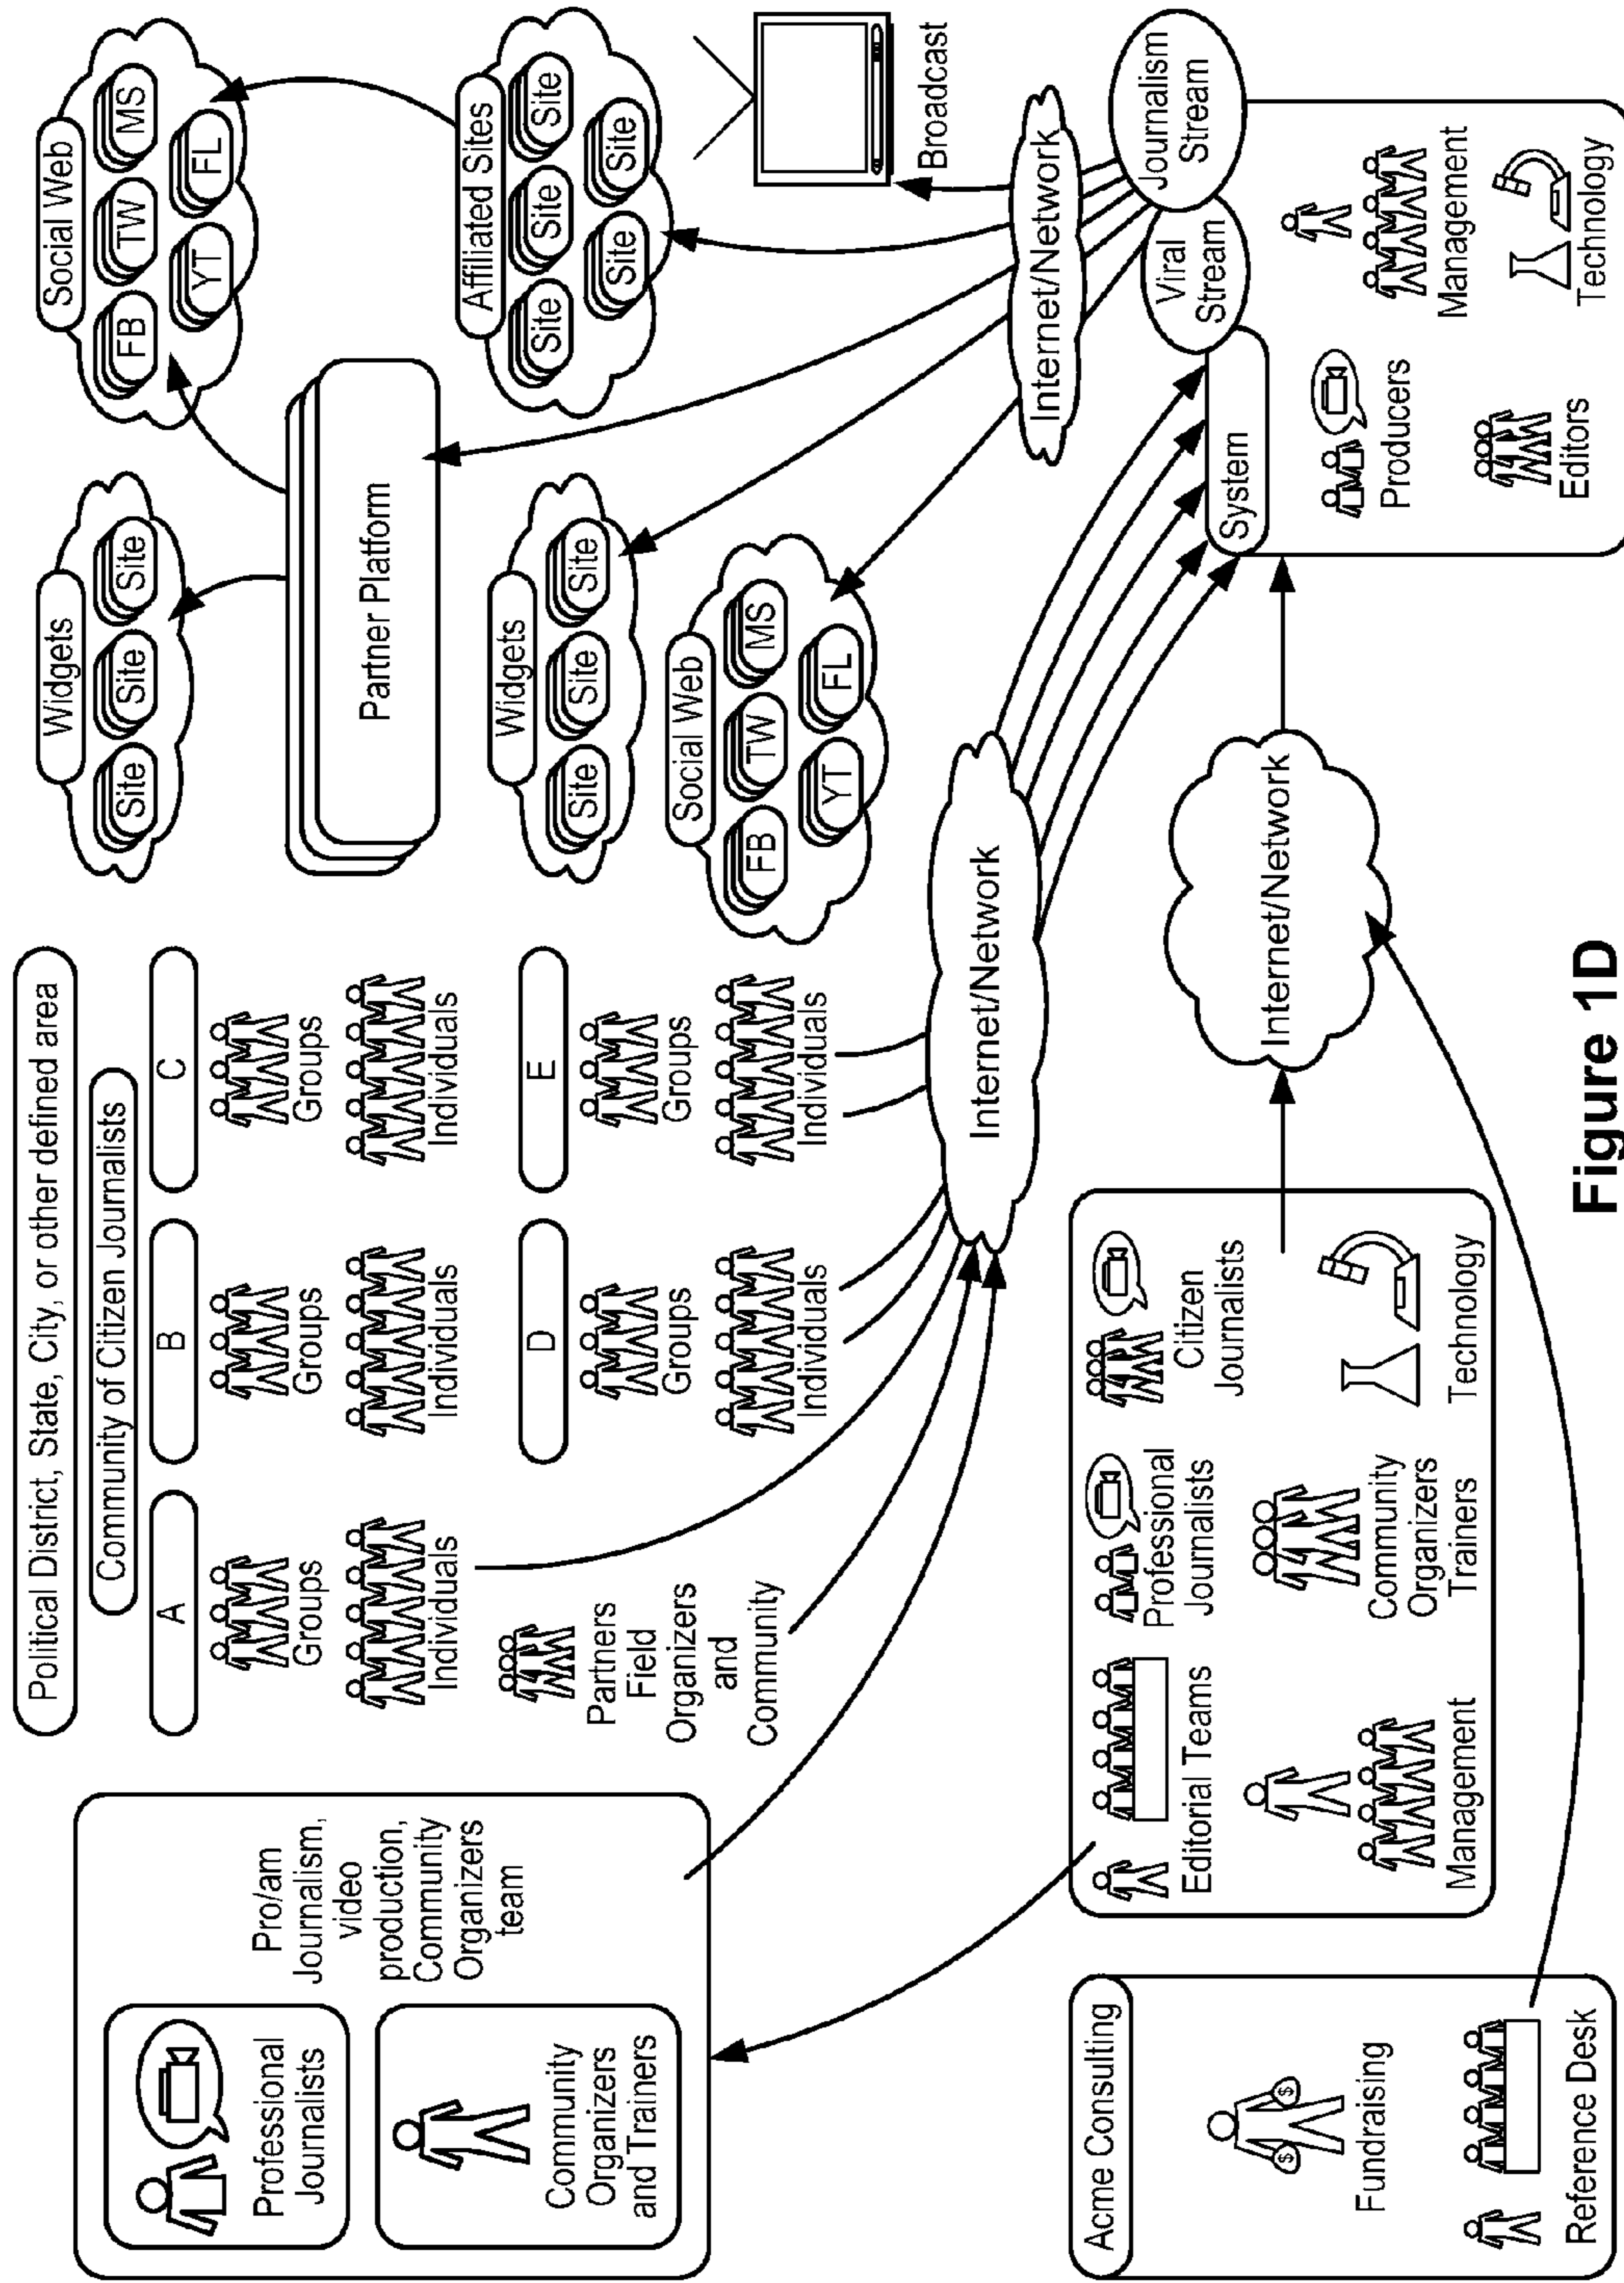 Political District, State, City, or other defined area
Community of Citizen Journalists
A
Groups
Individuals
B
Groups
Individuals
C
Groups
Individuals
D
Groups
Individuals
E
Groups
Individuals
Partners
Field
Organizers
and
Community
Professional
Journalists
Community
Organizers
and Trainers
Pro/am
Journalism,
video
production,
Community
Organizers
team
Widgets
Site
Site
Site
Social Web
FB
TW
MS
YT
FL
Partner Platform
Widgets
Site
Site
Site
Affiliated Sites
Site
Site
Site
Site
Site
Social Web
FB
TW
MS
YT
FL
Broadcast
Internet/Network
Internet/Network
Acme Consulting
Fundraising
Reference Desk
Editorial Teams
Professional
Journalists
Citizen
Journalists
Management
Community
Organizers
Trainers
Technology
Internet/Network
System
Viral
Stream
Journalism
Stream
Producers
Management
Editors
Technology
$
$
Figure 1D